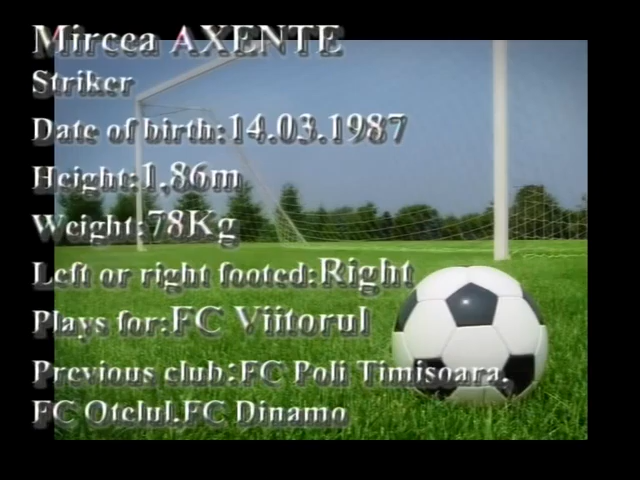 Mircea AXENTE
Striker
Date of birth:14.03.1987
Height:1,86m
Weight:78Kg
Left or right footed:Right
Plays for:FC Viitorul
Previous club:FC Poli Timisoara,
FC Otelul,FC Dinamo